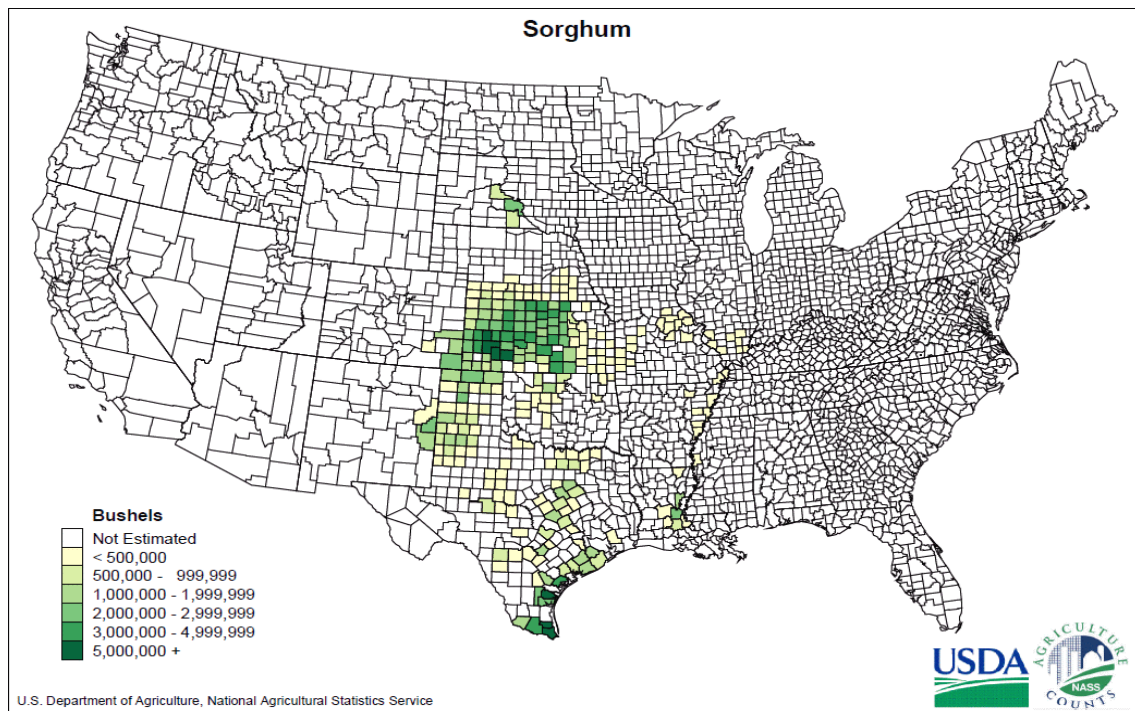 Sorghum
Bushels
Not Estimated
< 500,000
500,000 - 999,999
1,000,000 - 1,999,999
2,000,000 - 2,999,999
3,000,000 - 4,999,999
5,000,000 +
U.S. Department of Agriculture, National Agricultural Statistics Service
USDA
AGRICULTURE
NASS
COUNTS